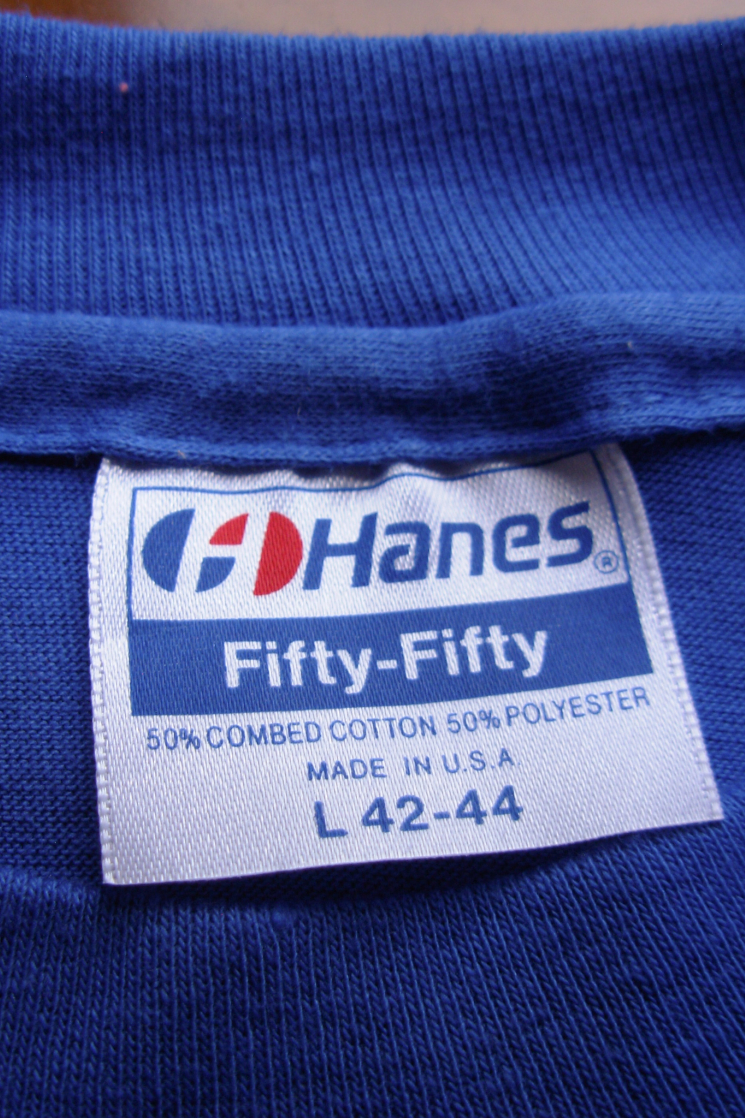 Hanes®
Fifty-Fifty
50% COMBED COTTON 50% POLYESTER
MADE IN U.S.A.
L 42-44